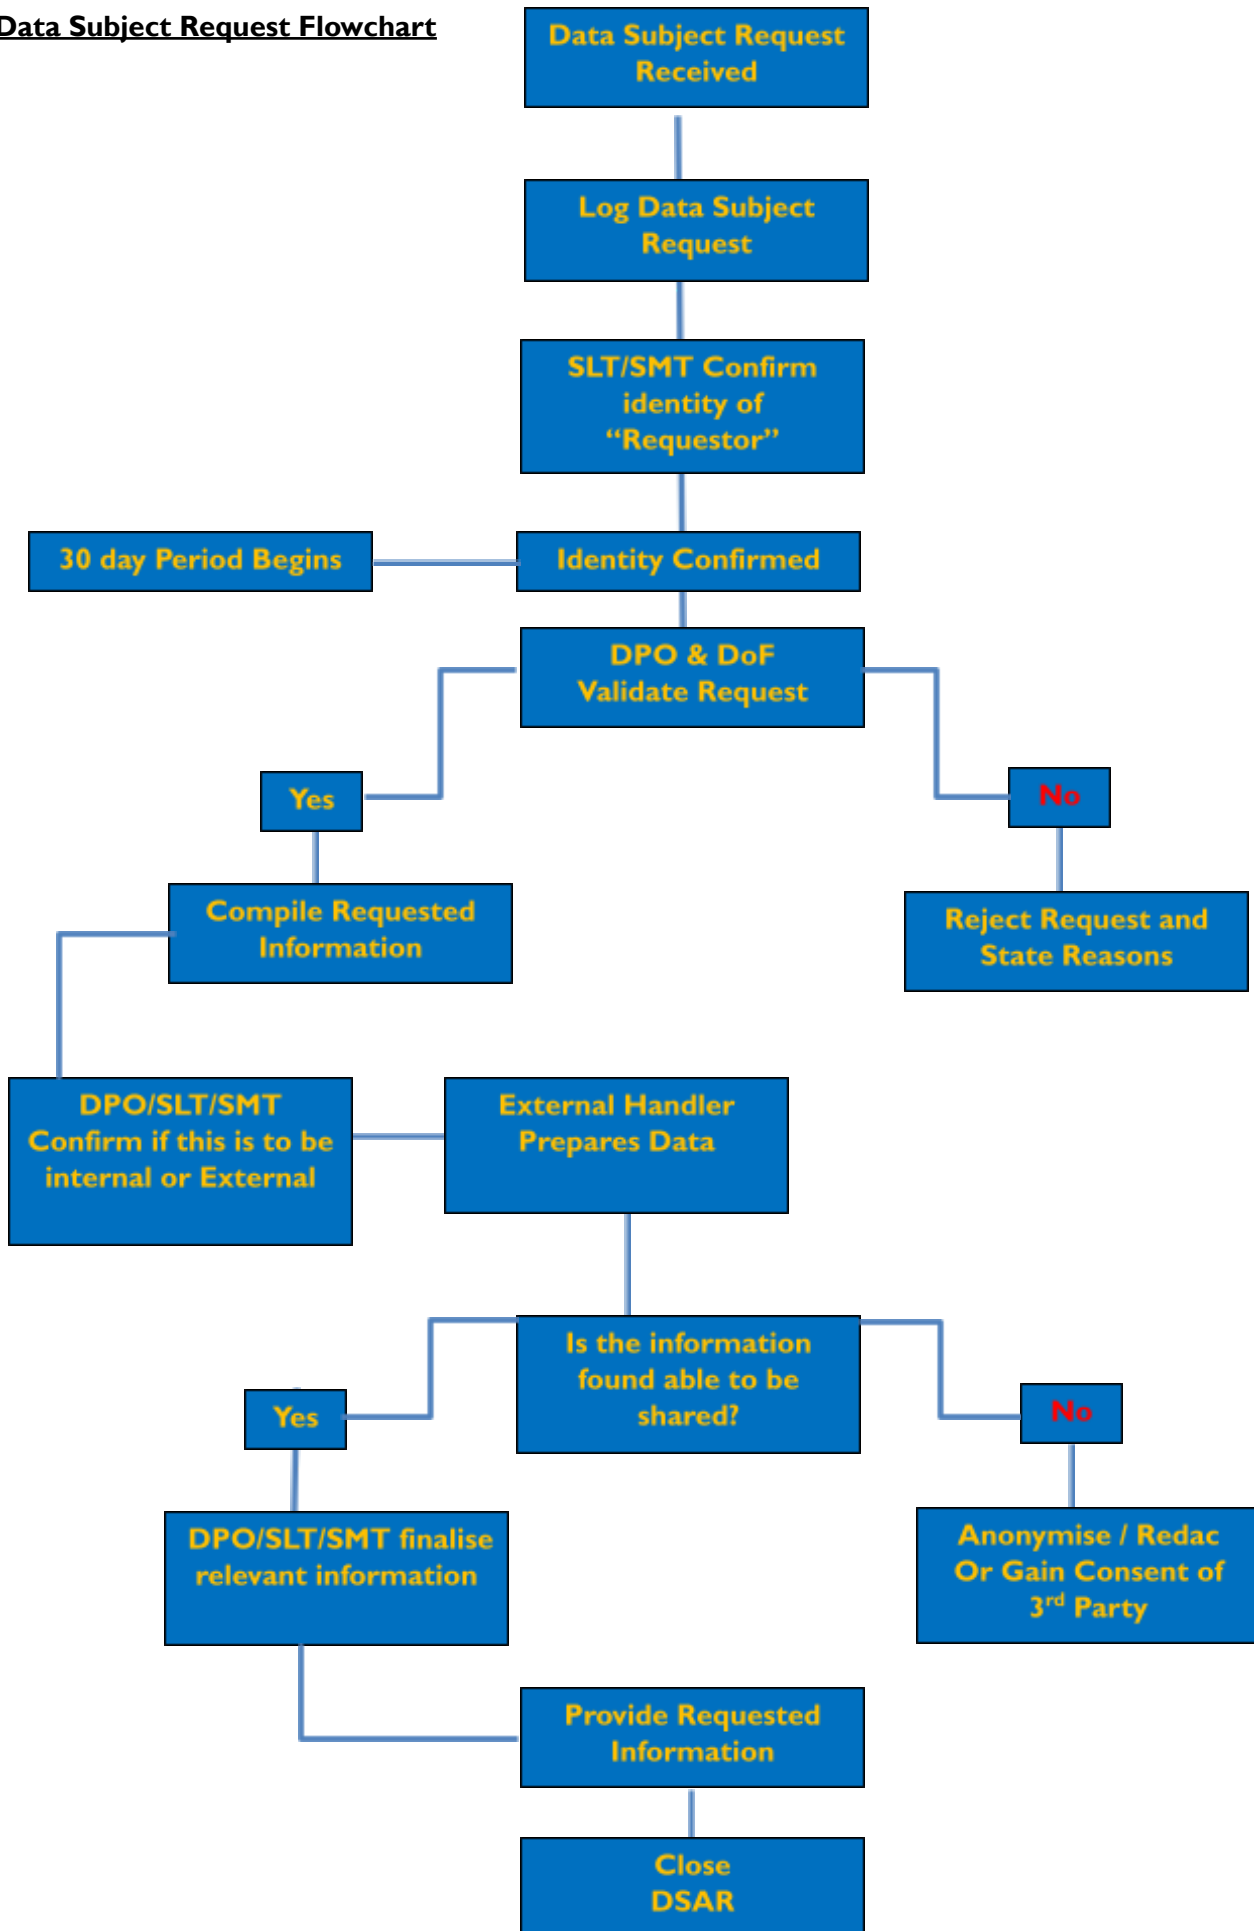 Data Subject Request Flowchart
Data Subject Request
Received
Log Data Subject
Request
SLT/SMT Confirm
identity of
“Requestor”
30 day Period Begins
Identity Confirmed
DPO & DoF
Validate Request
Yes
No
Compile Requested
Information
Reject Request and
State Reasons
DPO/SLT/SMT
Confirm if this is to be
internal or External
External Handler
Prepares Data
Is the information
found able to be
shared?
Yes
No
DPO/SLT/SMT finalise
relevant information
Anonymise / Redac
Or Gain Consent of
3rd Party
Provide Requested
Information
Close
DSAR